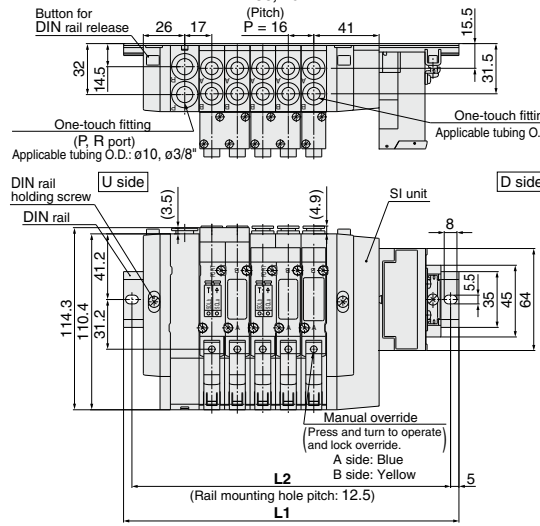 Button for
DIN rail release
26
17
(Pitch)
P = 16
41
15.5
32
14.5
31.5
One-touch fitting
(P, R port)
Applicable tubing O.D.: ø10, ø3/8"
One-touch fittin
Applicable tubing O.
DIN rail
holding screw
U side
(3.5)
(4.9)
SI unit
D side
DIN rail
8
114.3
110.4
41.2
31.2
5.5
35
45
64
Manual override
(Press and turn to operate
and lock override.)
A side: Blue
B side: Yellow
L2
5
(Rail mounting hole pitch: 12.5)
L1